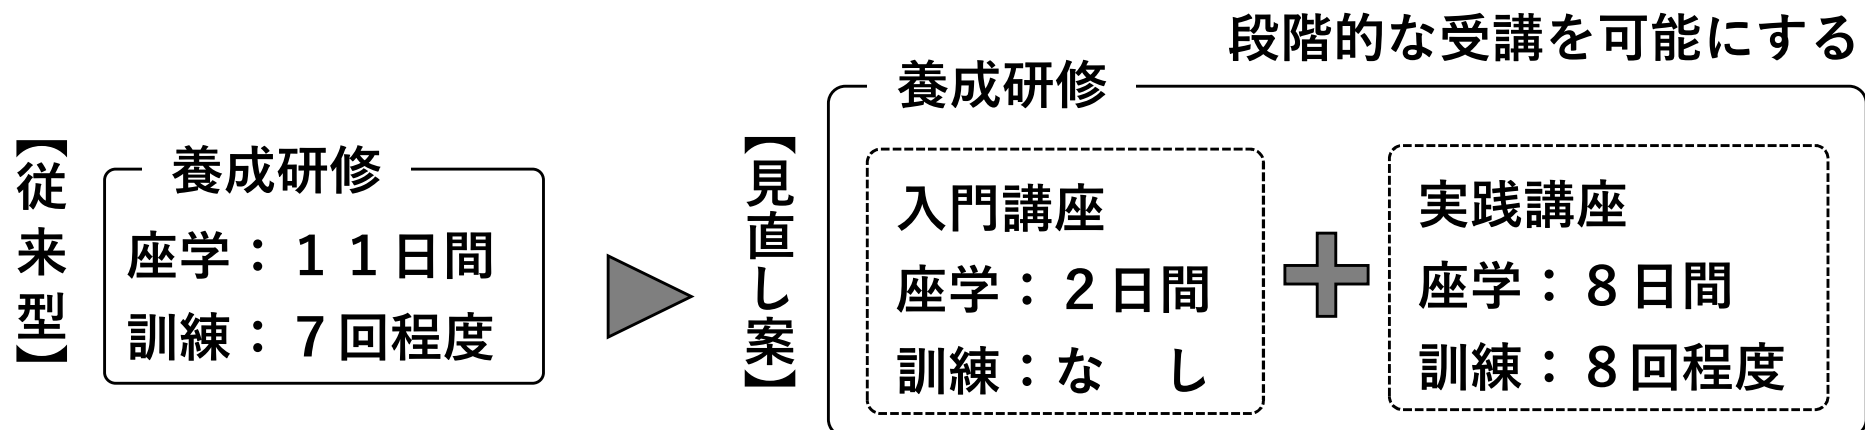 段階的な受講を可能にする
【従来型】
養成研修
座学：１１日間
訓練：７回程度
【見直し案】
養成研修
入門講座
座学：２日間
訓練：な　し
実践講座
座学：８日間
訓練：８回程度